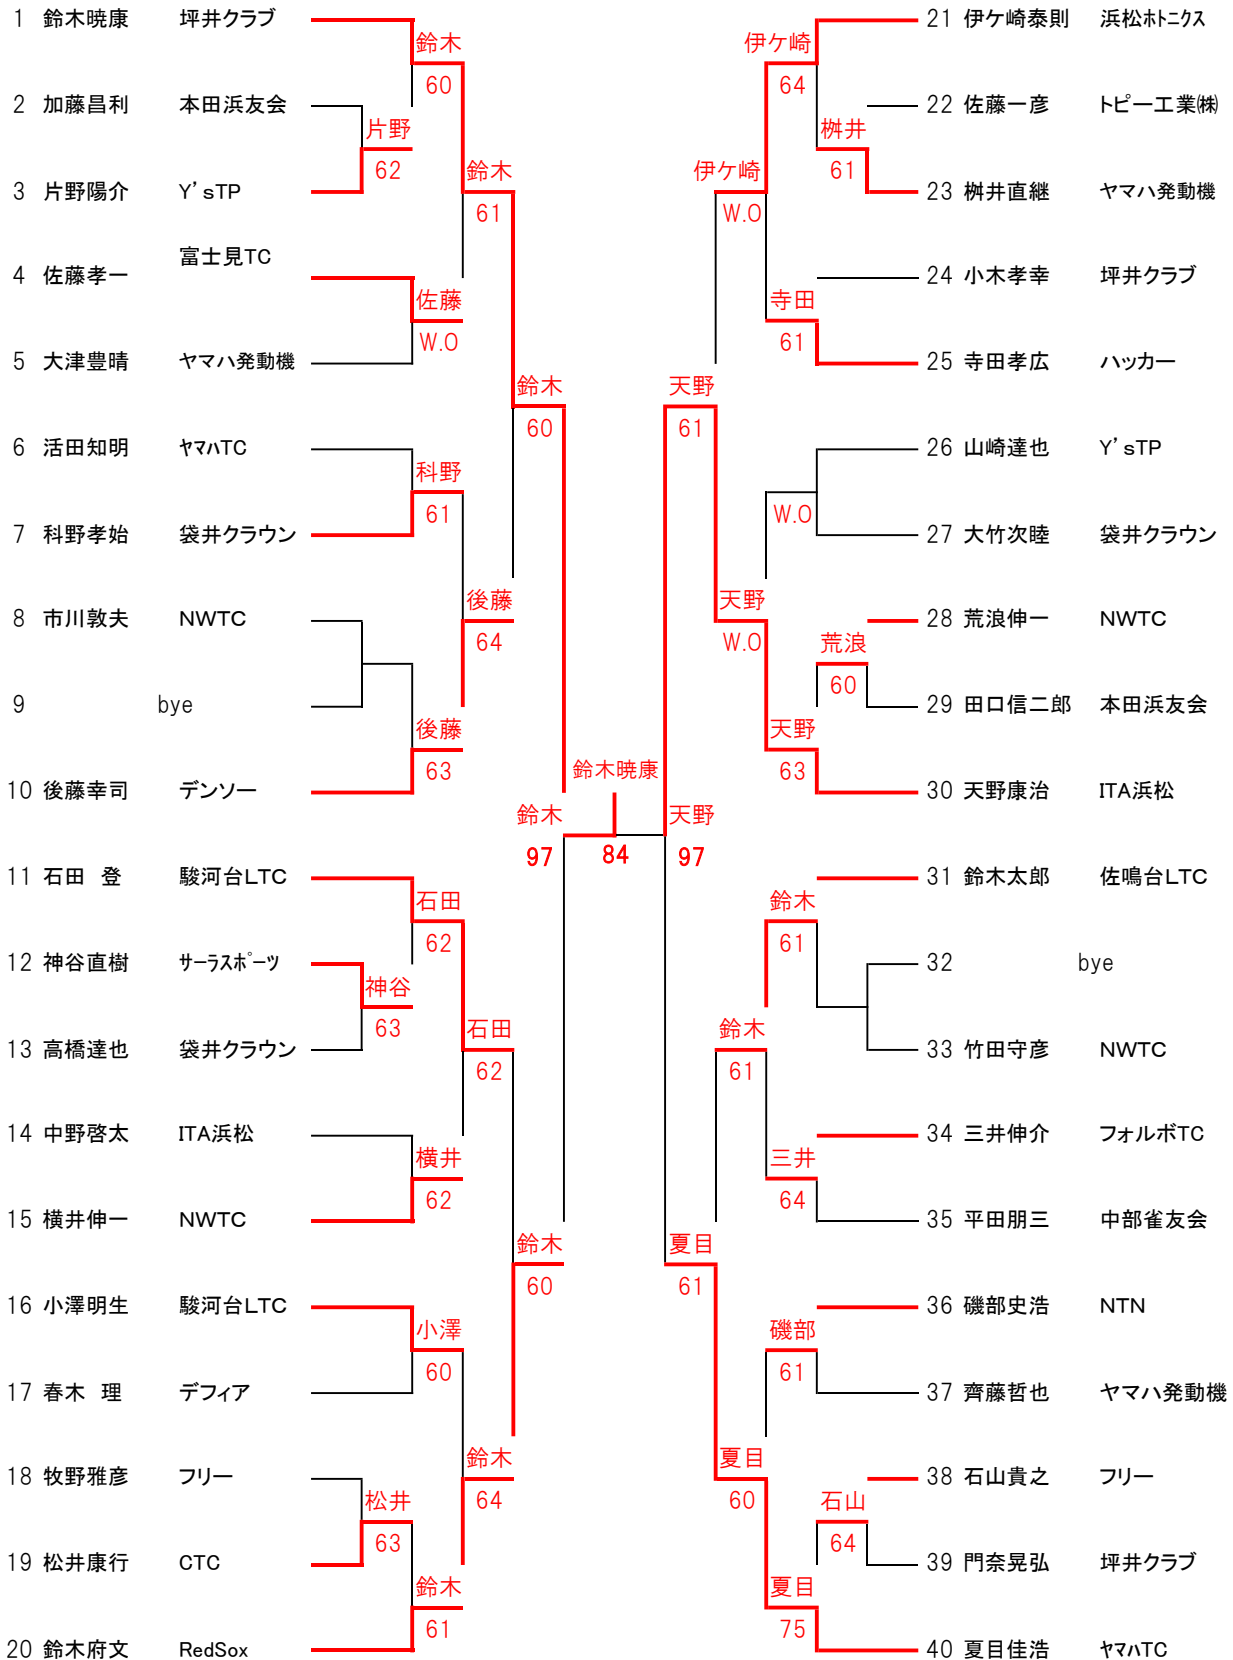 1 鈴木暁康 坪井クラブ
鈴木
60
2 加藤昌利 本田浜友会
片野
62
3 片野陽介 Y'sTP
鈴木
61
4 佐藤孝一 富士見TC
佐藤
W.O
5 大津豊晴 ヤマハ発動機
鈴木
60
6 活田知明 ヤマハTC
科野
61
7 科野孝始 袋井クラウン
後藤
64
8 市川敦夫 NWTC
9 bye
後藤
63
10 後藤幸司 デンソー
鈴木
97
11 石田 登 駿河台LTC
石田
62
12 神谷直樹 サーラスポーツ
神谷
63
13 高橋達也 袋井クラウン
石田
62
14 中野啓太 ITA浜松
横井
62
15 横井伸一 NWTC
鈴木
60
16 小澤明生 駿河台LTC
小澤
60
17 春木 理 デフィア
鈴木
64
18 牧野雅彦 フリー
松井
63
19 松井康行 CTC
鈴木
61
20 鈴木府文 RedSox
鈴木暁康
84
21 伊ケ崎泰則 浜松ホトニクス
伊ケ崎
64
22 佐藤一彦 トピー工業㈱
桝井
61
23 桝井直継 ヤマハ発動機
伊ケ崎
W.O
24 小木孝幸 坪井クラブ
寺田
61
25 寺田孝広 ハッカー
天野
61
26 山崎達也 Y'sTP
W.O
27 大竹次睦 袋井クラウン
天野
W.O
28 荒浪伸一 NWTC
荒浪
60
29 田口信二郎 本田浜友会
天野
63
30 天野康治 ITA浜松
天野
97
31 鈴木太郎 佐鳴台LTC
鈴木
61
32 bye
33 竹田守彦 NWTC
鈴木
61
34 三井伸介 フォルボTC
三井
64
35 平田朋三 中部雀友会
夏目
61
36 磯部史浩 NTN
磯部
61
37 齊藤哲也 ヤマハ発動機
夏目
60
38 石山貴之 フリー
石山
64
39 門奈晃弘 坪井クラブ
夏目
75
40 夏目佳浩 ヤマハTC